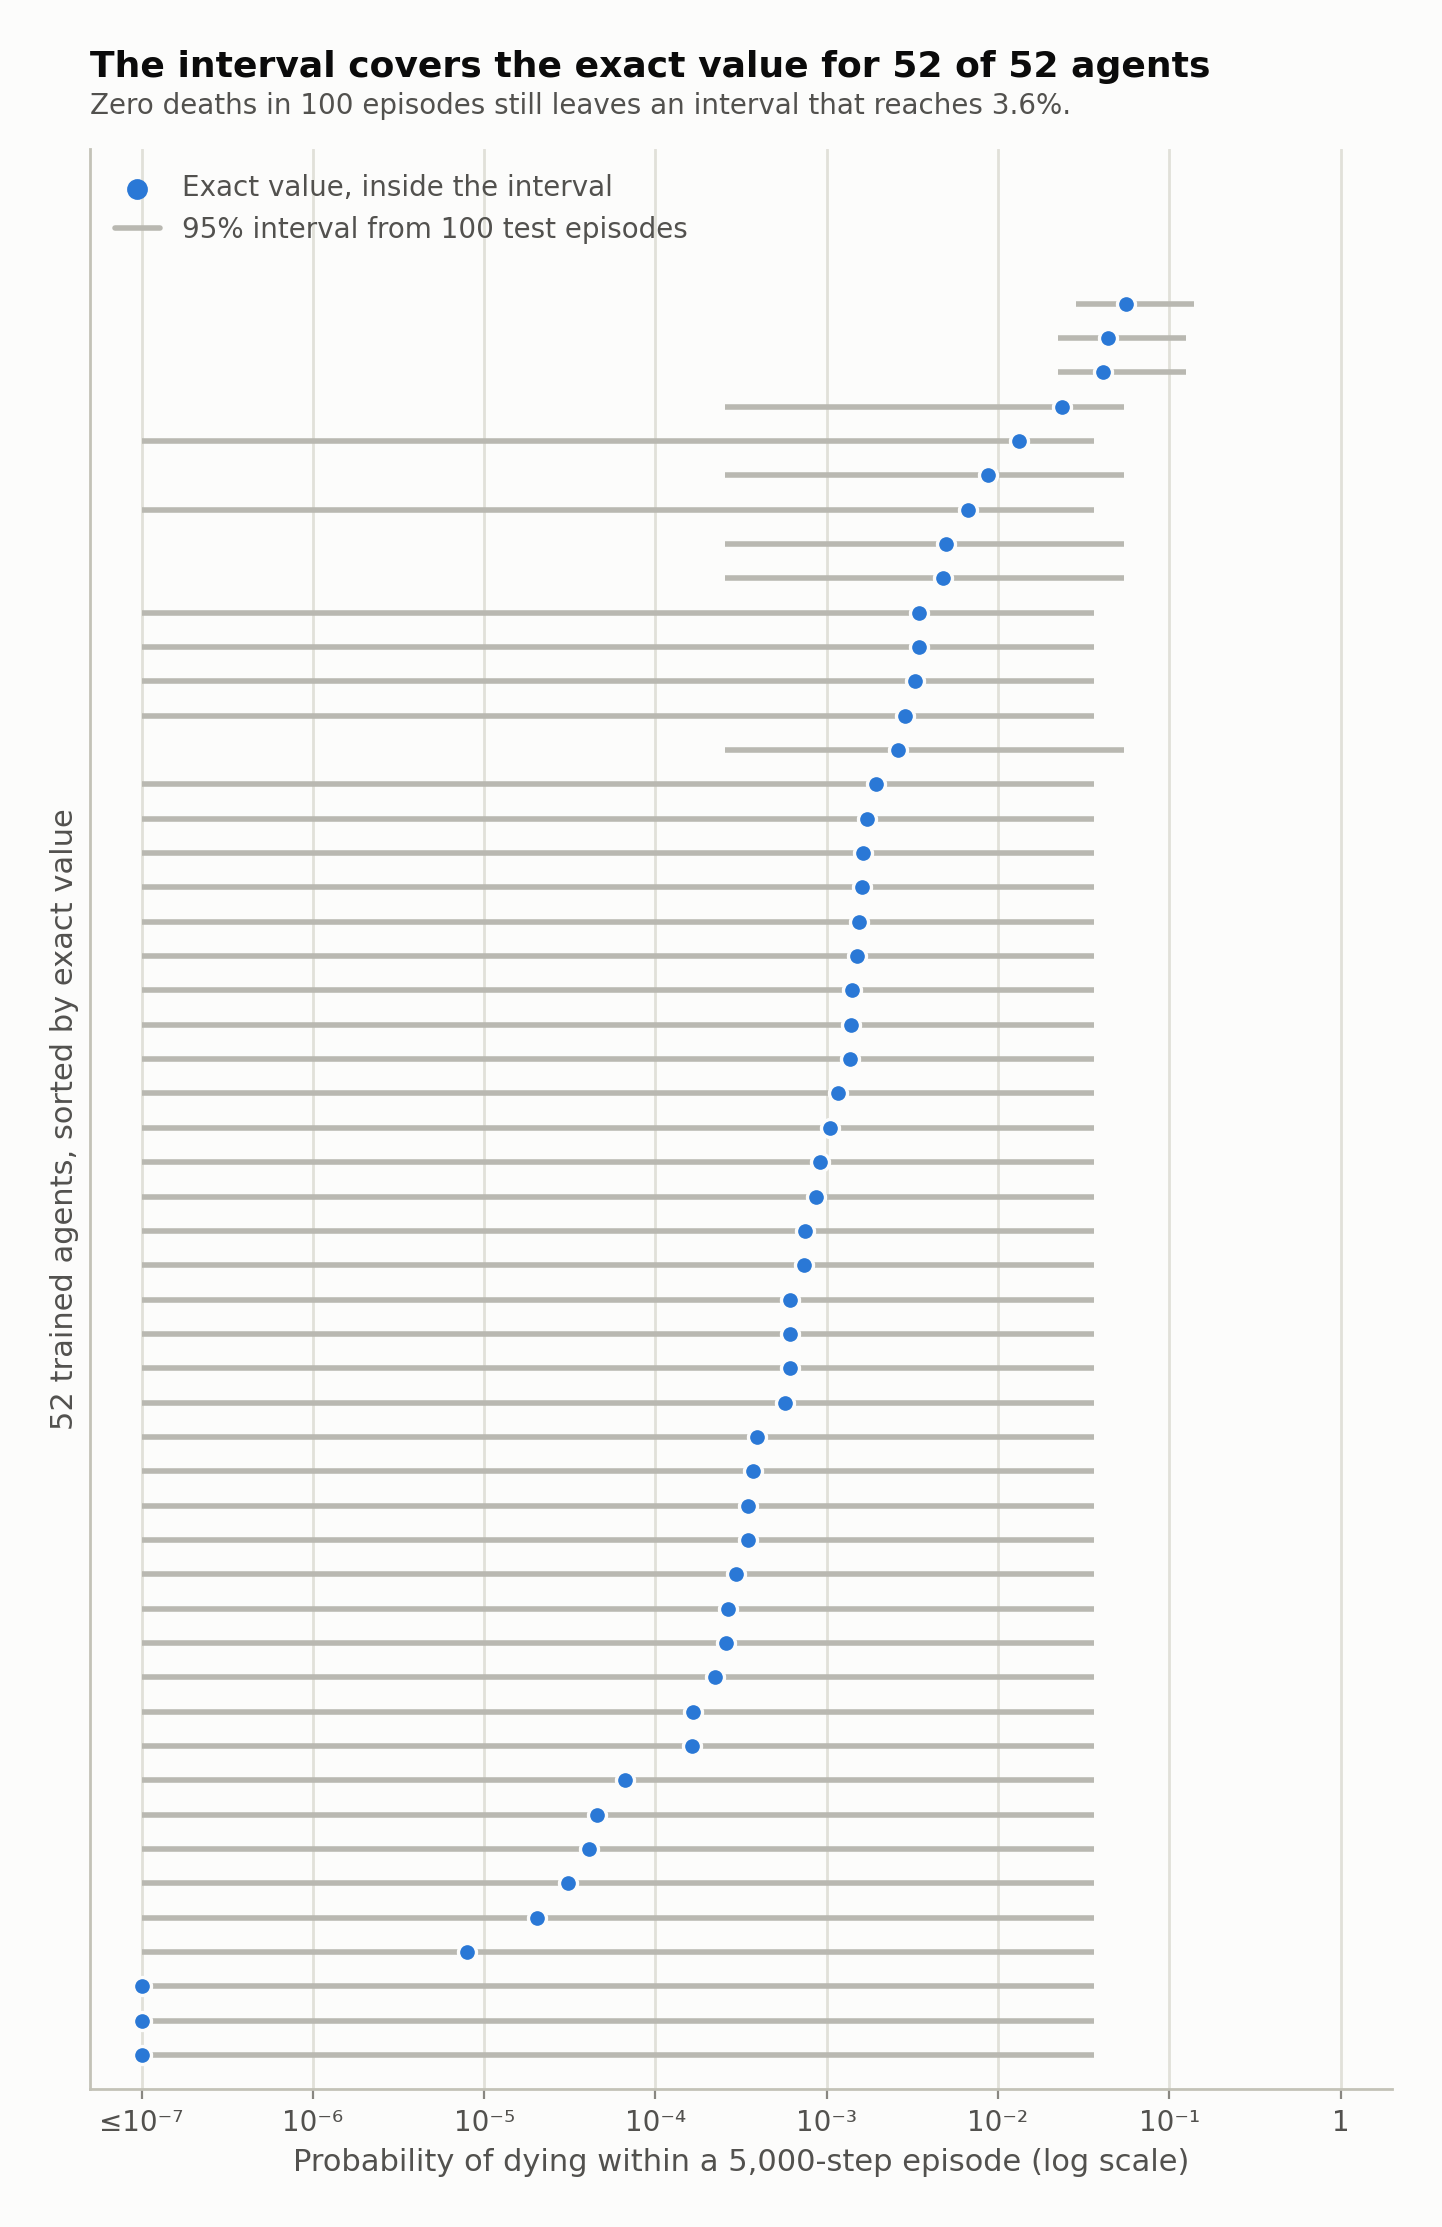 The interval covers the exact value for 52 of 52 agents
Zero deaths in 100 episodes still leaves an interval that reaches 3.6%.
Exact value, inside the interval
95% interval from 100 test episodes
52 trained agents, sorted by exact value
≤10⁻⁷ 10⁻⁶ 10⁻⁵ 10⁻⁴ 10⁻³ 10⁻² 10⁻¹ 1
Probability of dying within a 5,000-step episode (log scale)